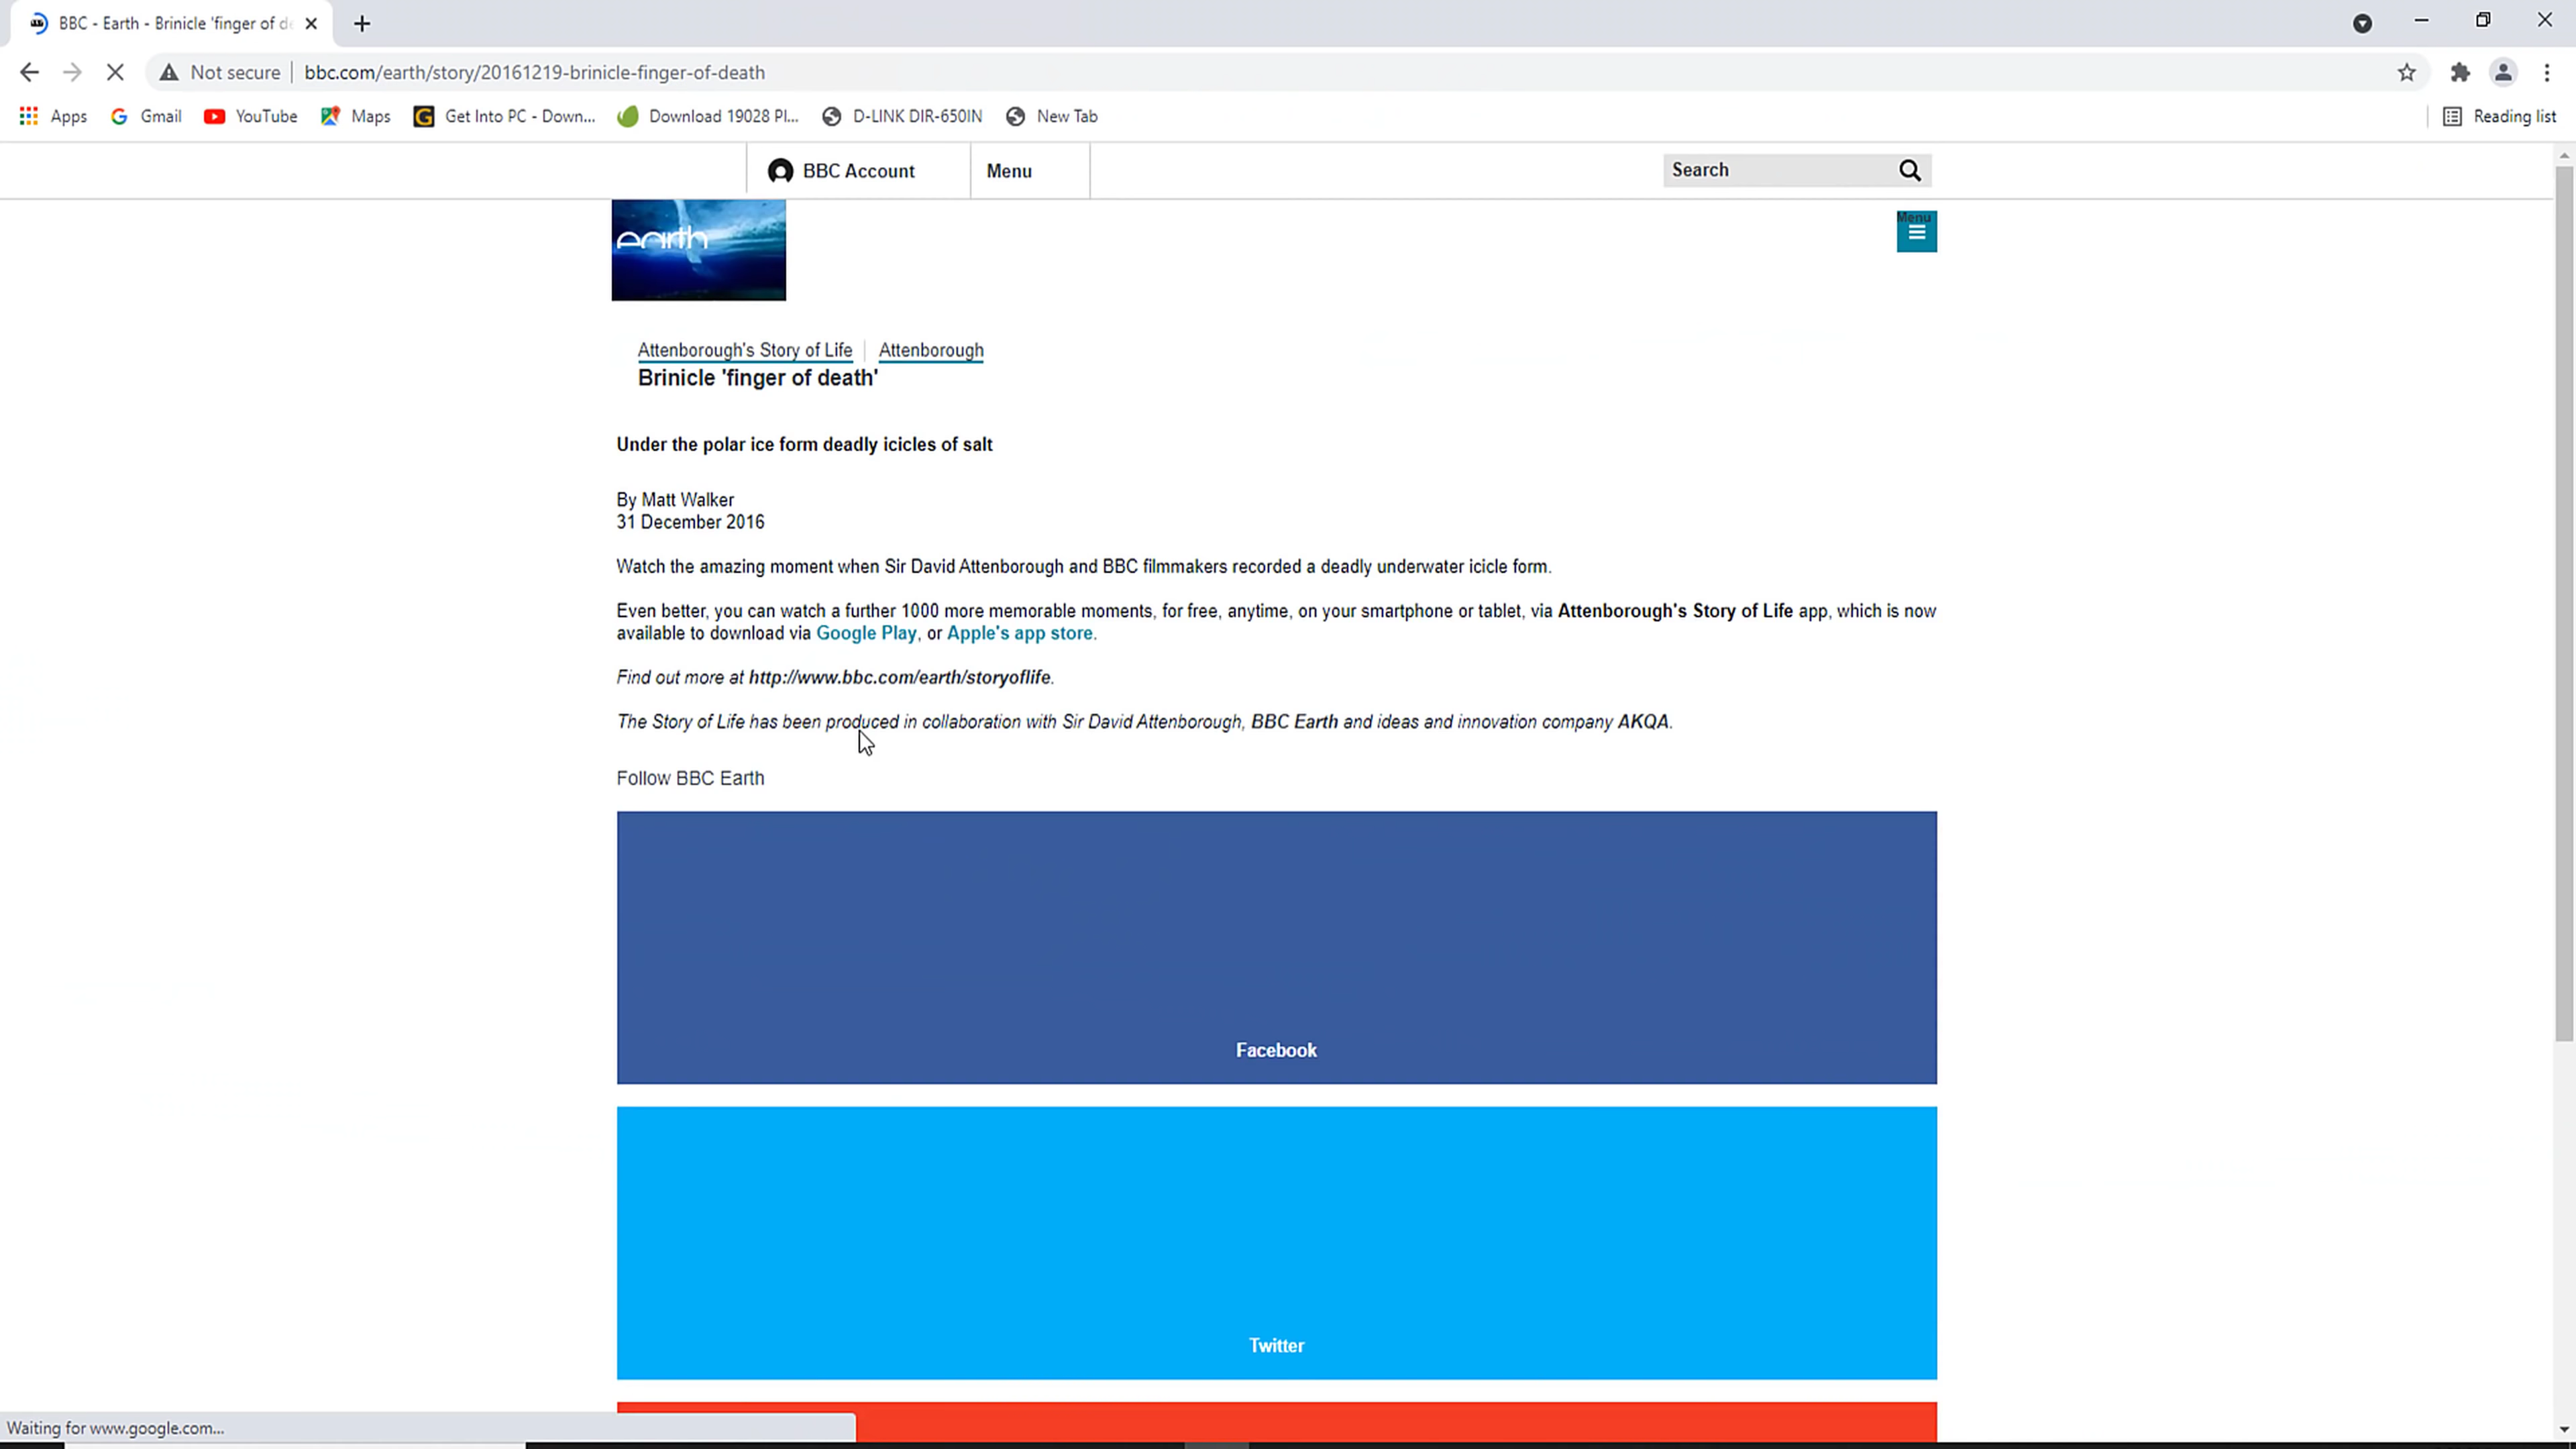 BBC - Earth - Brinicle 'finger of de
Not secure bbc.com/earth/story/20161219-brinicle-finger-of-death
Apps Gmail YouTube Maps Get Into PC - Down... Download 19028 Pl... D-LINK DIR-650IN New Tab Reading list
BBC Account Menu Search
earth Menu
Attenborough's Story of Life Attenborough
Brinicle 'finger of death'
Under the polar ice form deadly icicles of salt
By Matt Walker
31 December 2016
Watch the amazing moment when Sir David Attenborough and BBC filmmakers recorded a deadly underwater icicle form.
Even better, you can watch a further 1000 more memorable moments, for free, anytime, on your smartphone or tablet, via Attenborough's Story of Life app, which is now
available to download via Google Play, or Apple's app store.
Find out more at http://www.bbc.com/earth/storyoflife.
The Story of Life has been produced in collaboration with Sir David Attenborough, BBC Earth and ideas and innovation company AKQA.
Follow BBC Earth
Facebook
Twitter
Waiting for www.google.com...